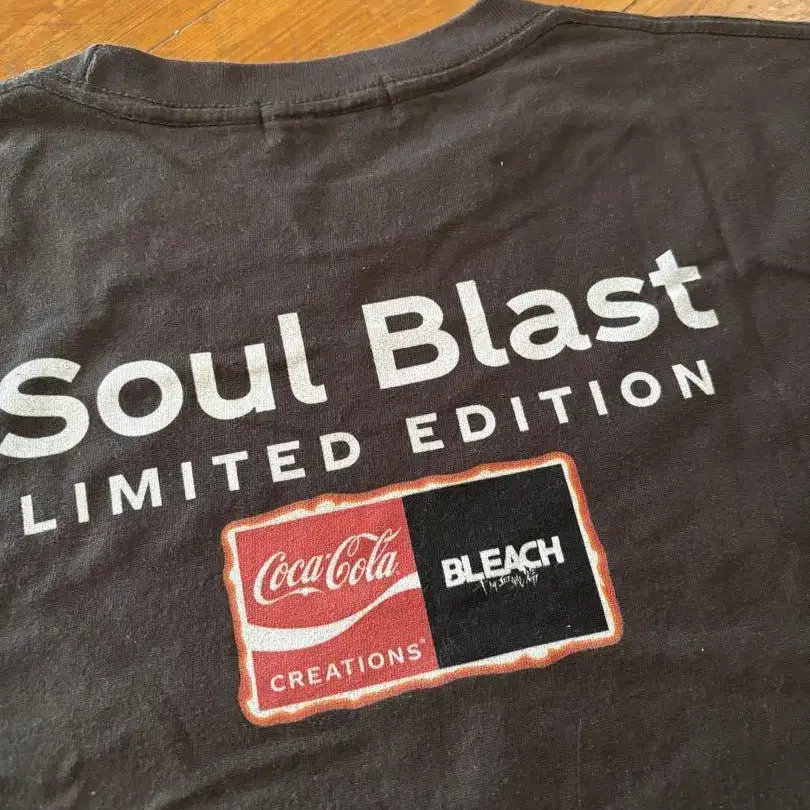 Soul Blast
LIMITED EDITION
Coca-Cola
BLEACH
CREATIONS®